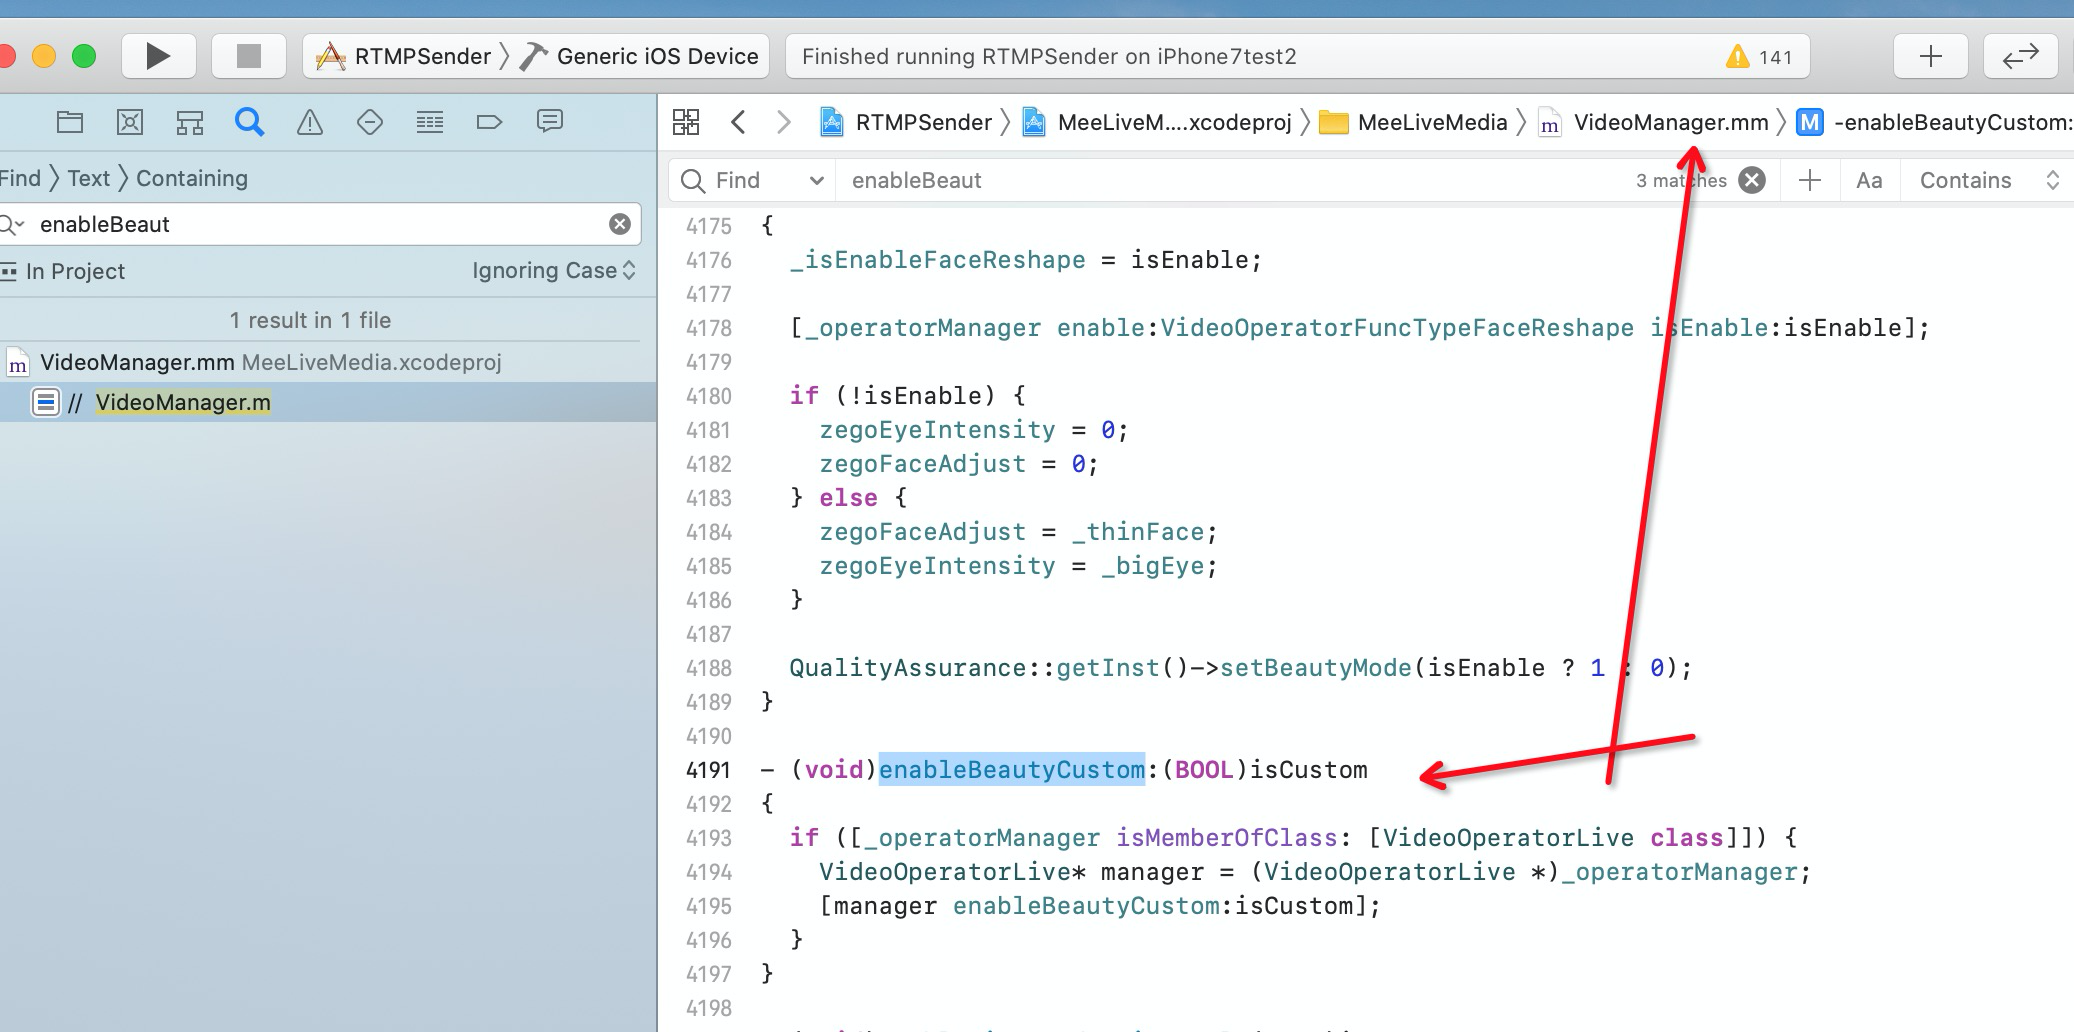 RTMPSender 〉 Generic iOS Device
Finished running RTMPSender on iPhone7test2
141
RTMPSender 〉 MeeLiveM....xcodeproj 〉 MeeLiveMedia 〉 m VideoManager.mm 〉 M -enableBeautyCustom:
Find 〉 Text 〉 Containing
Find enableBeaut 3 matches Aa Contains
enableBeaut
In Project Ignoring Case
1 result in 1 file
m VideoManager.mm MeeLiveMedia.xcodeproj
// VideoManager.m
4175 {
4176 _isEnableFaceReshape = isEnable;
4177
4178 [_operatorManager enable:VideoOperatorFuncTypeFaceReshape isEnable:isEnable];
4179
4180 if (!isEnable) {
4181 zegoEyeIntensity = 0;
4182 zegoFaceAdjust = 0;
4183 } else {
4184 zegoFaceAdjust = _thinFace;
4185 zegoEyeIntensity = _bigEye;
4186 }
4187
4188 QualityAssurance::getInst()->setBeautyMode(isEnable ? 1 : 0);
4189 }
4190
4191 - (void)enableBeautyCustom:(BOOL)isCustom
4192 {
4193 if ([_operatorManager isMemberOfClass: [VideoOperatorLive class]]) {
4194 VideoOperatorLive* manager = (VideoOperatorLive *)_operatorManager;
4195 [manager enableBeautyCustom:isCustom];
4196 }
4197 }
4198